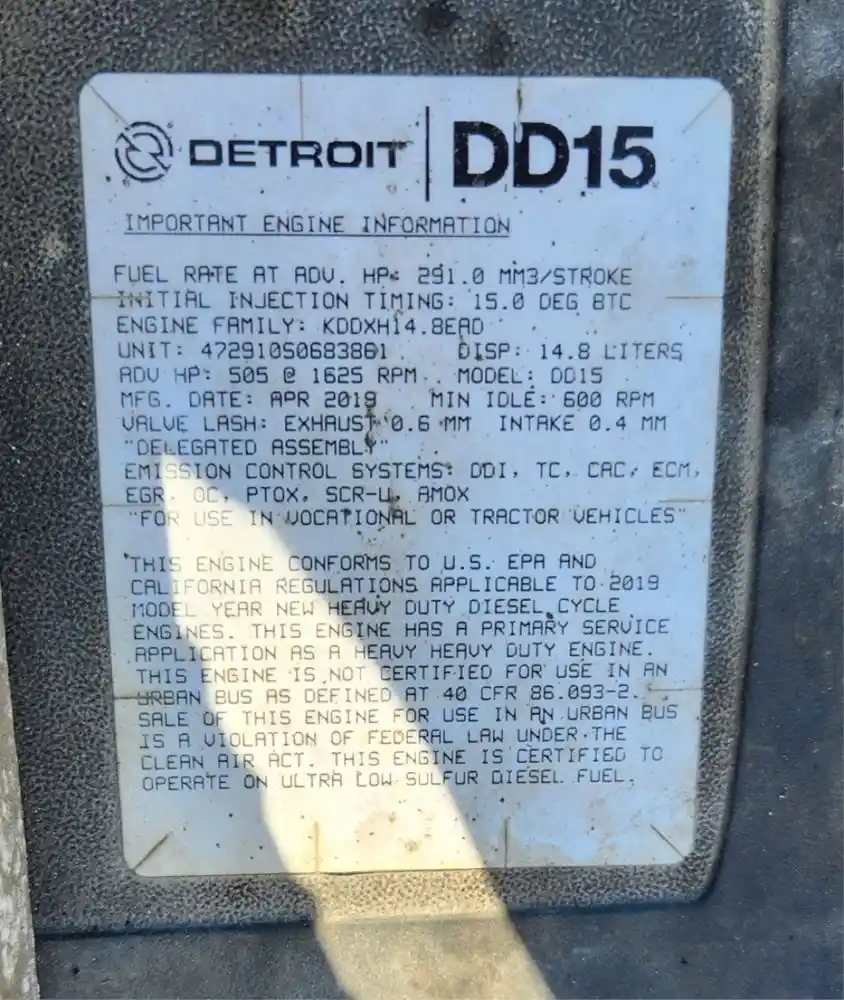 DETROIT DD15
IMPORTANT ENGINE INFORMATION
FUEL RATE AT ADV. HP: 291.0 MM3/STROKE
INITIAL INJECTION TIMING: 15.0 DEG BTC
ENGINE FAMILY: KDDXH14.8EAD
UNIT: 472910S0683861 DISP: 14.8 LITERS
ADV HP: 505 @ 1625 RPM MODEL: DD15
MFG. DATE: APR 2019 MIN IDLE: 600 RPM
VALVE LASH: EXHAUST 0.6 MM INTAKE 0.4 MM
"DELEGATED ASSEMBLY"
EMISSION CONTROL SYSTEMS: DDI, TC, CAC, ECM,
EGR, OC, PTOX, SCR-U, AMOX
"FOR USE IN VOCATIONAL OR TRACTOR VEHICLES"
THIS ENGINE CONFORMS TO U.S. EPA AND
CALIFORNIA REGULATIONS APPLICABLE TO 2019
MODEL YEAR NEW HEAVY DUTY DIESEL CYCLE
ENGINES. THIS ENGINE HAS A PRIMARY SERVICE
APPLICATION AS A HEAVY HEAVY DUTY ENGINE.
THIS ENGINE IS NOT CERTIFIED FOR USE IN AN
URBAN BUS AS DEFINED AT 40 CFR 86.093-2.
SALE OF THIS ENGINE FOR USE IN AN URBAN BUS
IS A VIOLATION OF FEDERAL LAW UNDER THE
CLEAN AIR ACT. THIS ENGINE IS CERTIFIED TO
OPERATE ON ULTRA LOW SULFUR DIESEL FUEL.